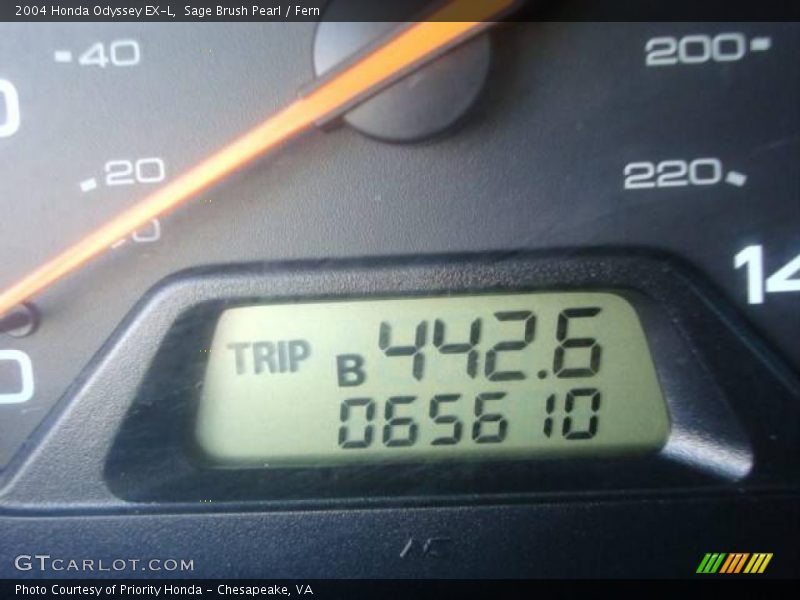 2004 Honda Odyssey EX-L,  Sage Brush Pearl / Fern
40
200
20
220
0
14
TRIP B 442.6
065610
GTCARLOT.COM
Photo Courtesy of Priority Honda - Chesapeake, VA